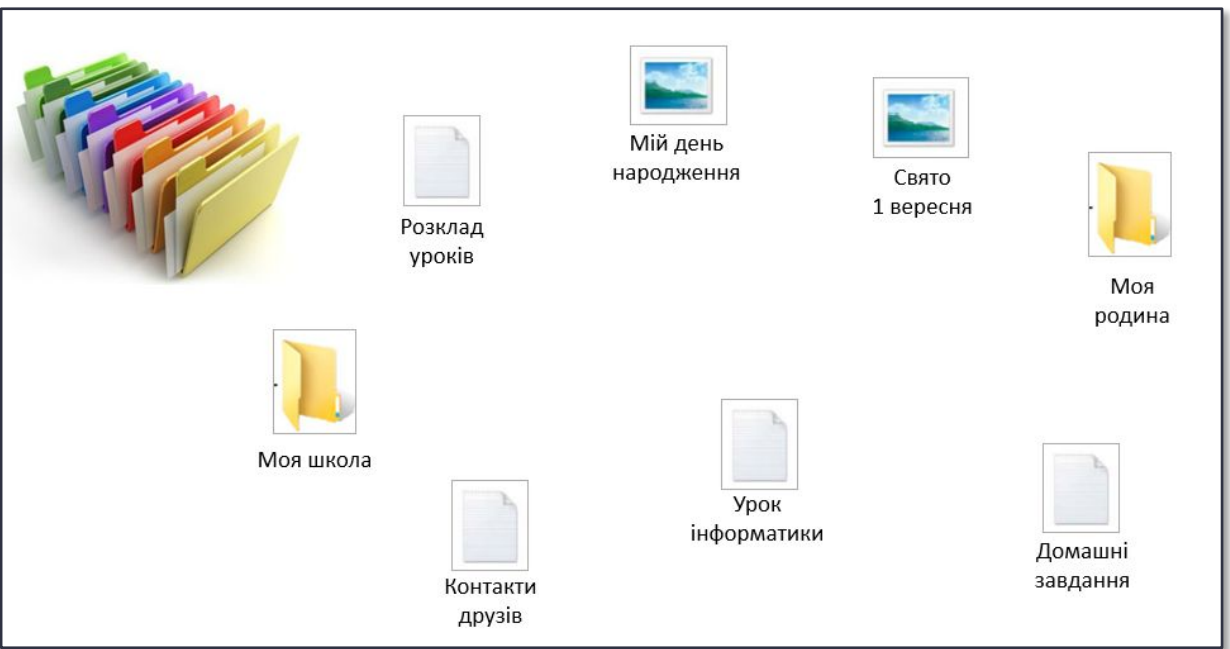 Мій день
народження
Свято
1 вересня
Розклад
уроків
Моя
родина
Моя школа
Урок
інформатики
Домашні
завдання
Контакти
друзів